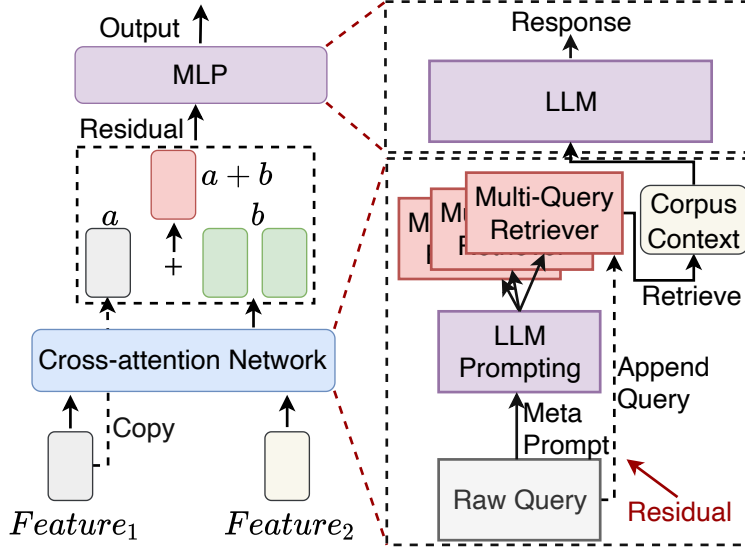 Output
MLP
Residual
a + b
a
b
+
Cross-attention Network
Copy
Feature₁
Feature₂
Response
LLM
Multi-Query
Retriever
Corpus
Context
Retrieve
LLM
Prompting
Append
Query
Meta
Prompt
Raw Query
Residual